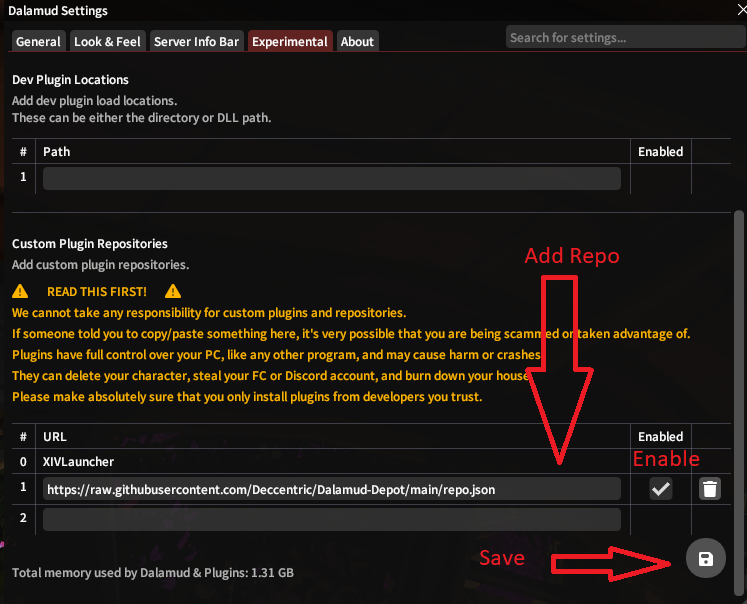 Dalamud Settings
General Look & Feel Server Info Bar Experimental About Search for settings...
Dev Plugin Locations
Add dev plugin load locations.
These can be either the directory or DLL path.
# Path Enabled
1
Custom Plugin Repositories
Add custom plugin repositories.
Add Repo
READ THIS FIRST!
We cannot take any responsibility for custom plugins and repositories.
If someone told you to copy/paste something here, it's very possible that you are being scammed or taken advantage of.
Plugins have full control over your PC, like any other program, and may cause harm or crashes.
They can delete your character, steal your FC or Discord account, and burn down your house.
Please make absolutely sure that you only install plugins from developers you trust.
# URL Enabled
0 XIVLauncher
Enable
1 https://raw.githubusercontent.com/Deccentric/Dalamud-Depot/main/repo.json
2
Save
Total memory used by Dalamud & Plugins: 1.31 GB